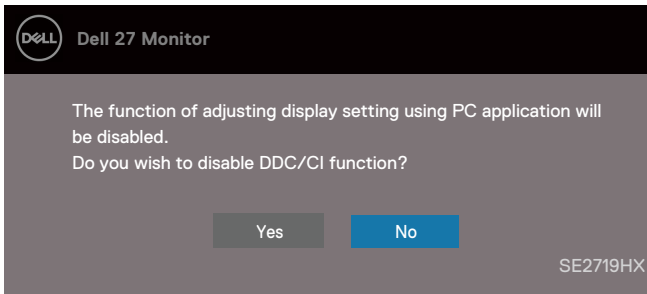 DELL Dell 27 Monitor
The function of adjusting display setting using PC application will
be disabled.
Do you wish to disable DDC/CI function?
Yes No
SE2719HX